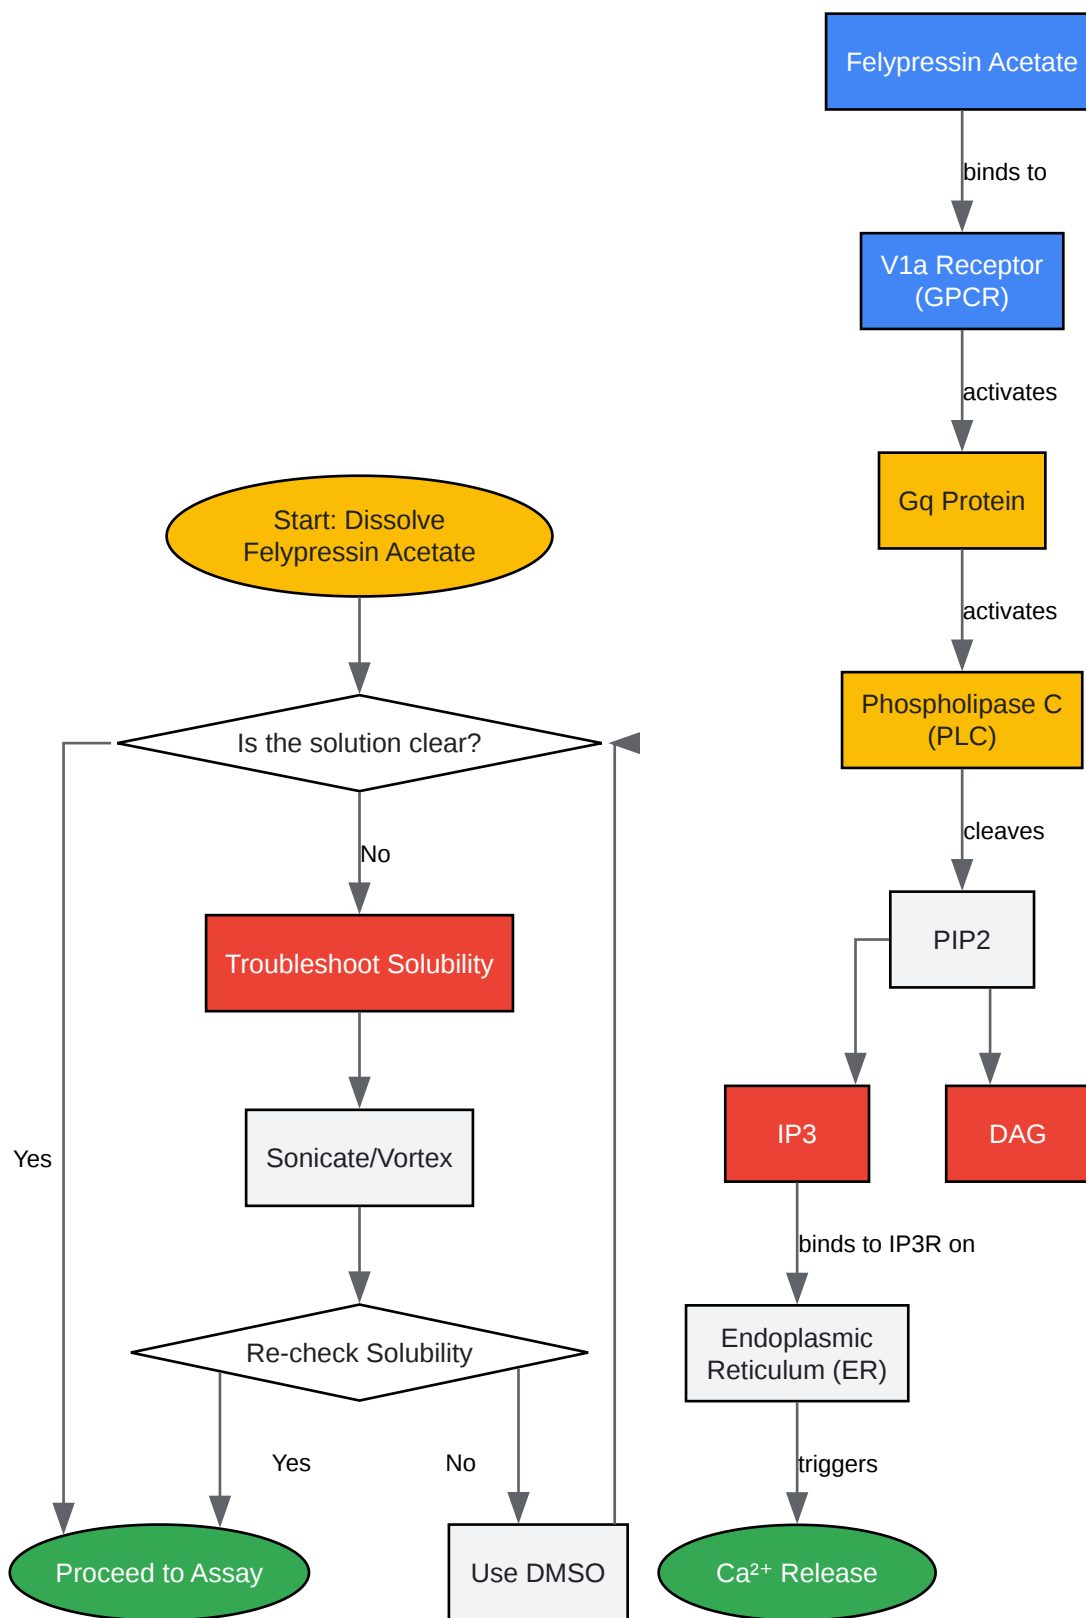 Felypressin Acetate
binds to
V1a Receptor
(GPCR)
activates
Gq Protein
activates
Phospholipase C
(PLC)
cleaves
PIP2
IP3
DAG
binds to IP3R on
Endoplasmic
Reticulum (ER)
triggers
Ca²⁺ Release
Start: Dissolve
Felypressin Acetate
Is the solution clear?
No
Troubleshoot Solubility
Sonicate/Vortex
Yes
Re-check Solubility
Yes
No
Proceed to Assay
Use DMSO